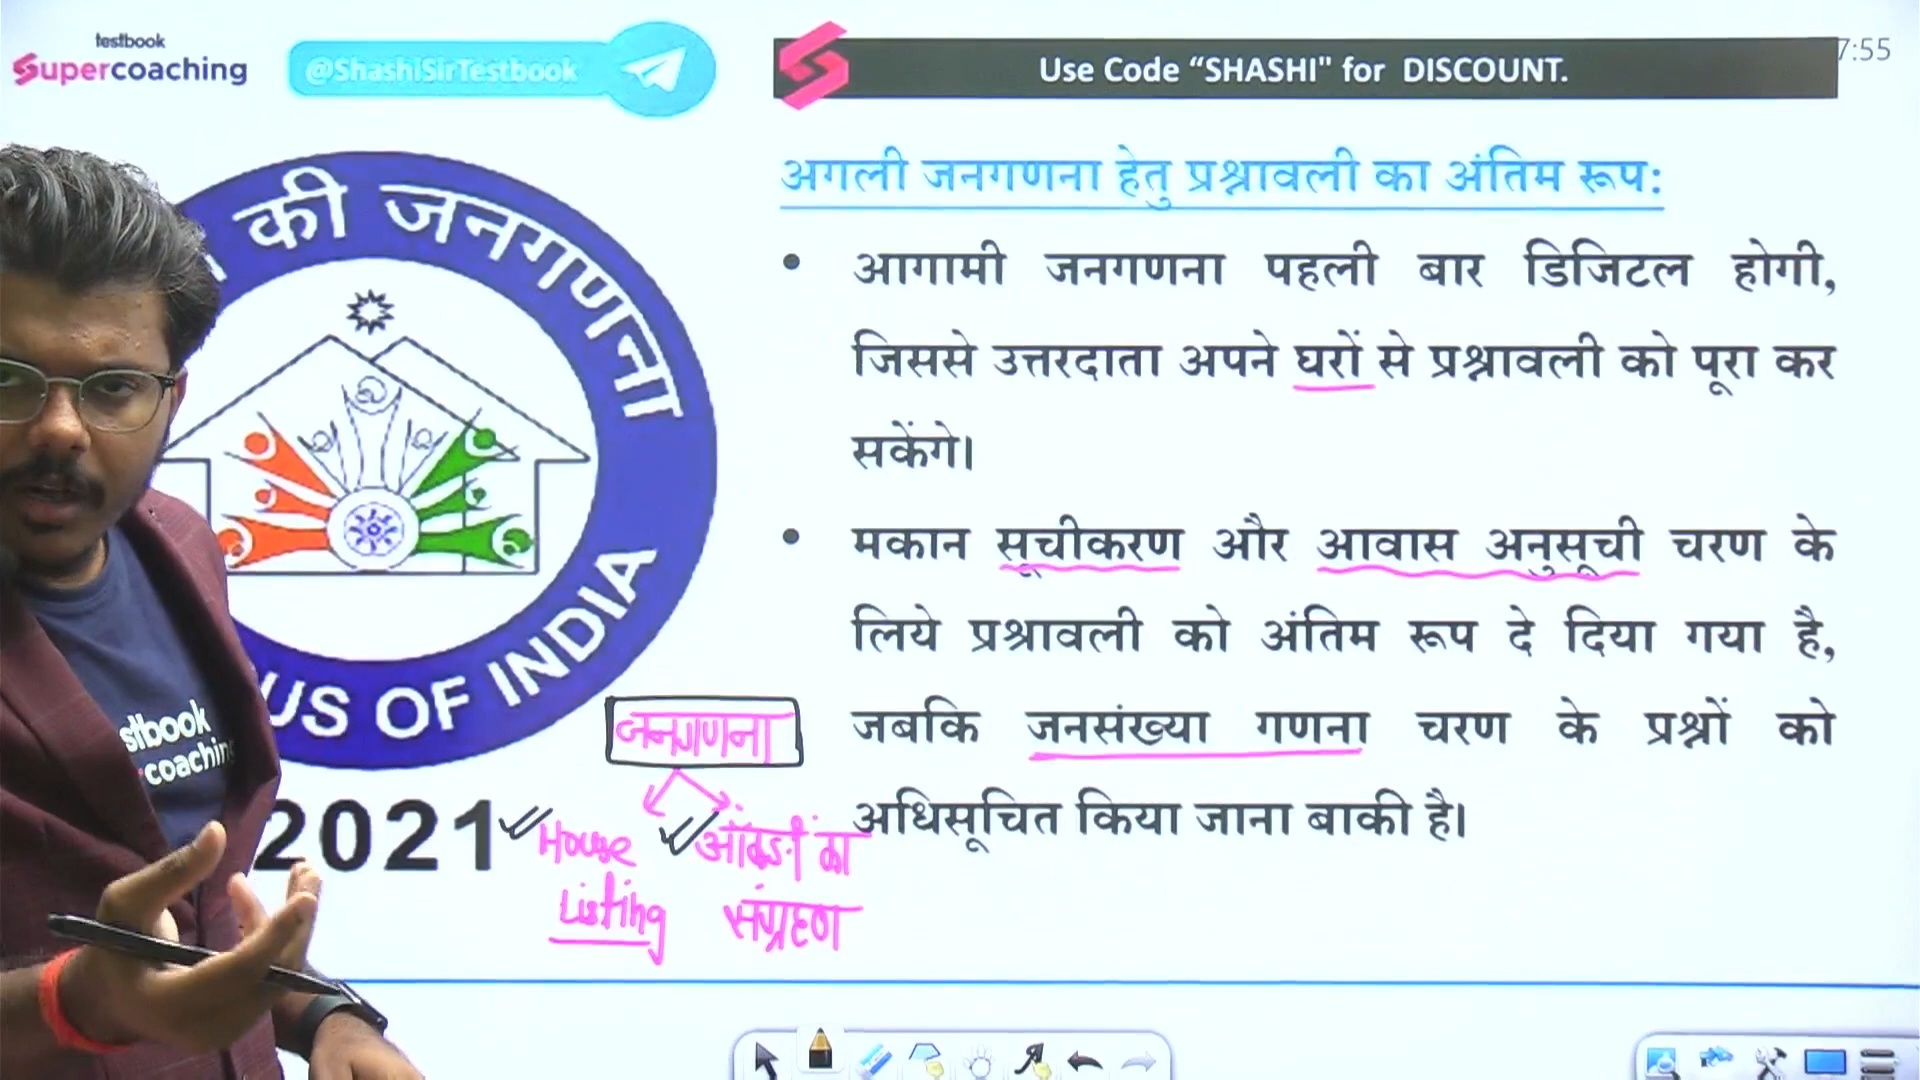 testbook
Supercoaching
@ShashiSirTestbook
Use Code “SHASHI" for DISCOUNT.
7:55
की जनगणना
US OF INDIA
2021
अगली जनगणना हेतु प्रश्नावली का अंतिम रूप:
• आगामी जनगणना पहली बार डिजिटल होगी,
जिससे उत्तरदाता अपने घरों से प्रश्नावली को पूरा कर
सकेंगे।
• मकान सूचीकरण और आवास अनुसूची चरण के
लिये प्रश्नावली को अंतिम रूप दे दिया गया है,
जबकि जनसंख्या गणना चरण के प्रश्नों को
अधिसूचित किया जाना बाकी है।
जनगणना
House
Listing
आंकड़ों का
संग्रहण
stbook
coaching